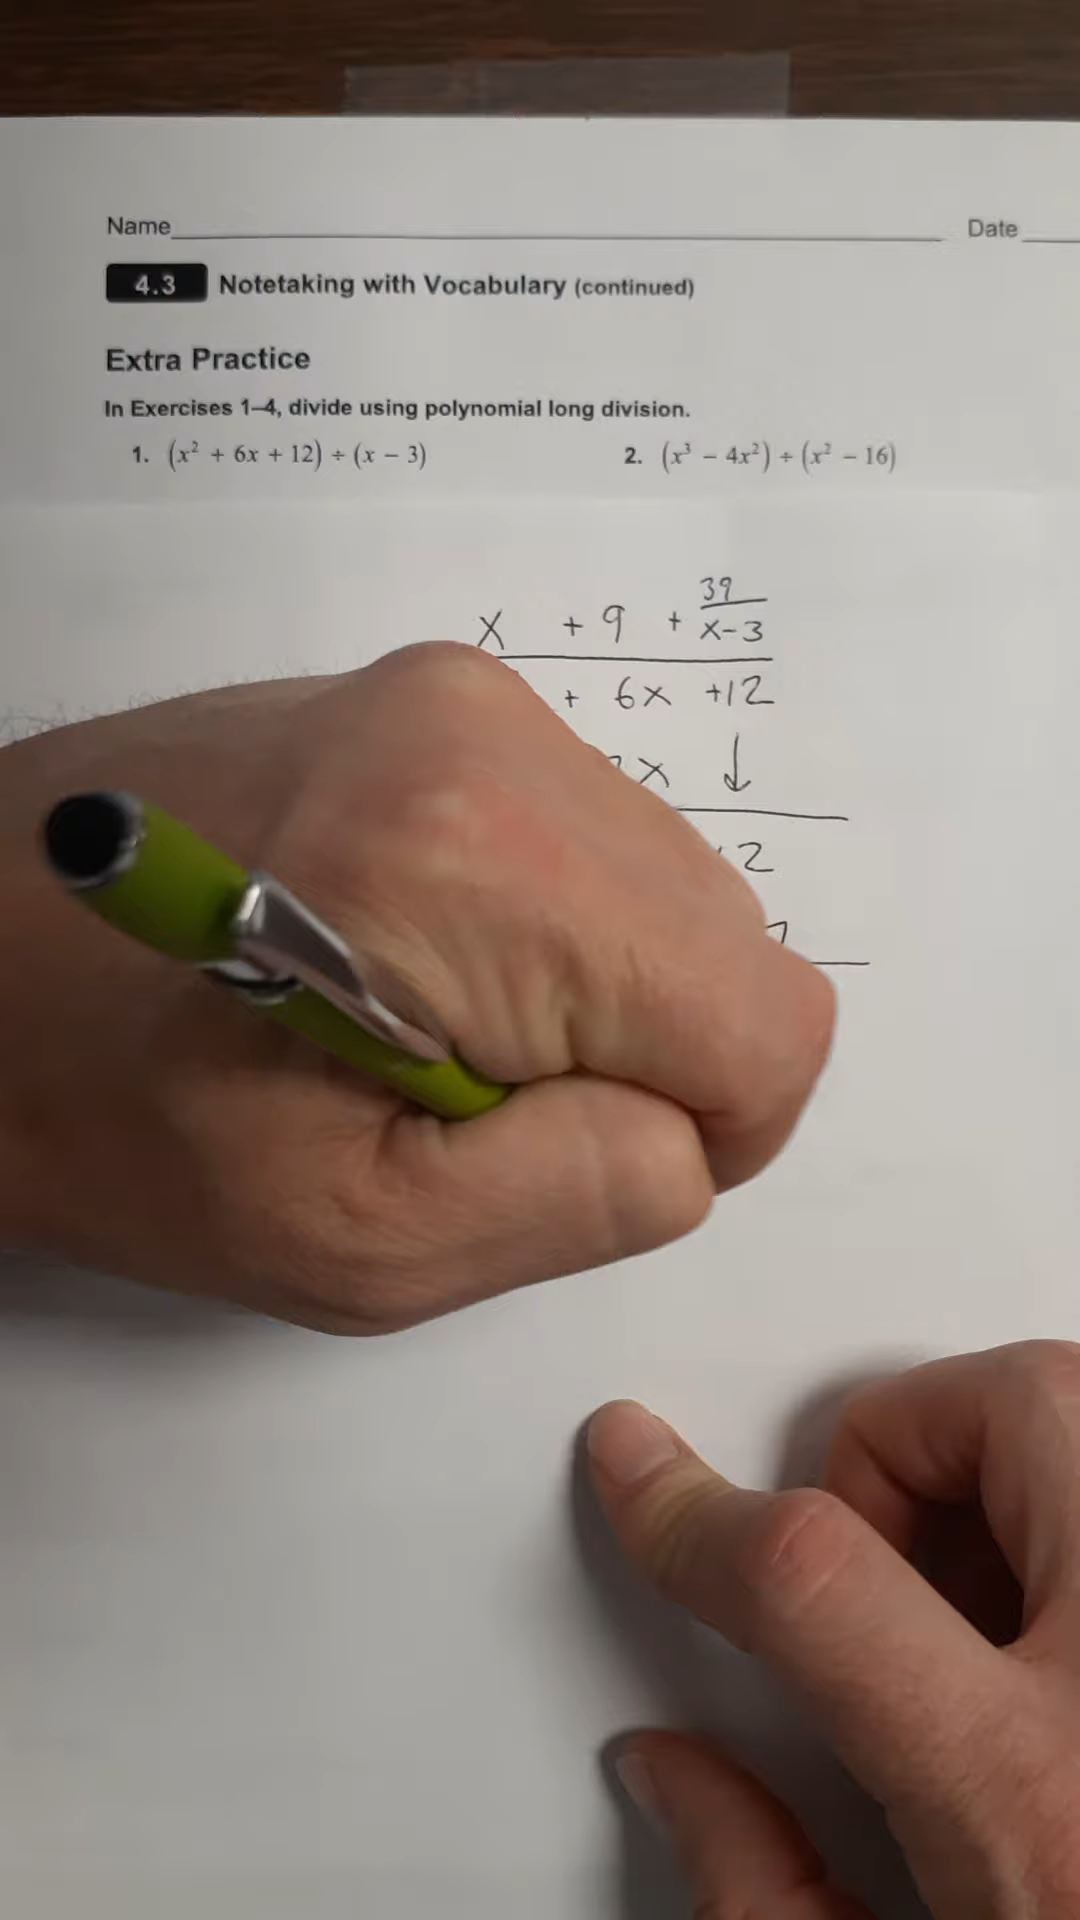 Name Date
4.3 Notetaking with Vocabulary (continued)
Extra Practice
In Exercises 1–4, divide using polynomial long division.
1. (x² + 6x + 12) ÷ (x − 3) 2. (x³ − 4x²) ÷ (x² − 16)
39
x + 9 + x-3
+ 6x +12
x ↓
2